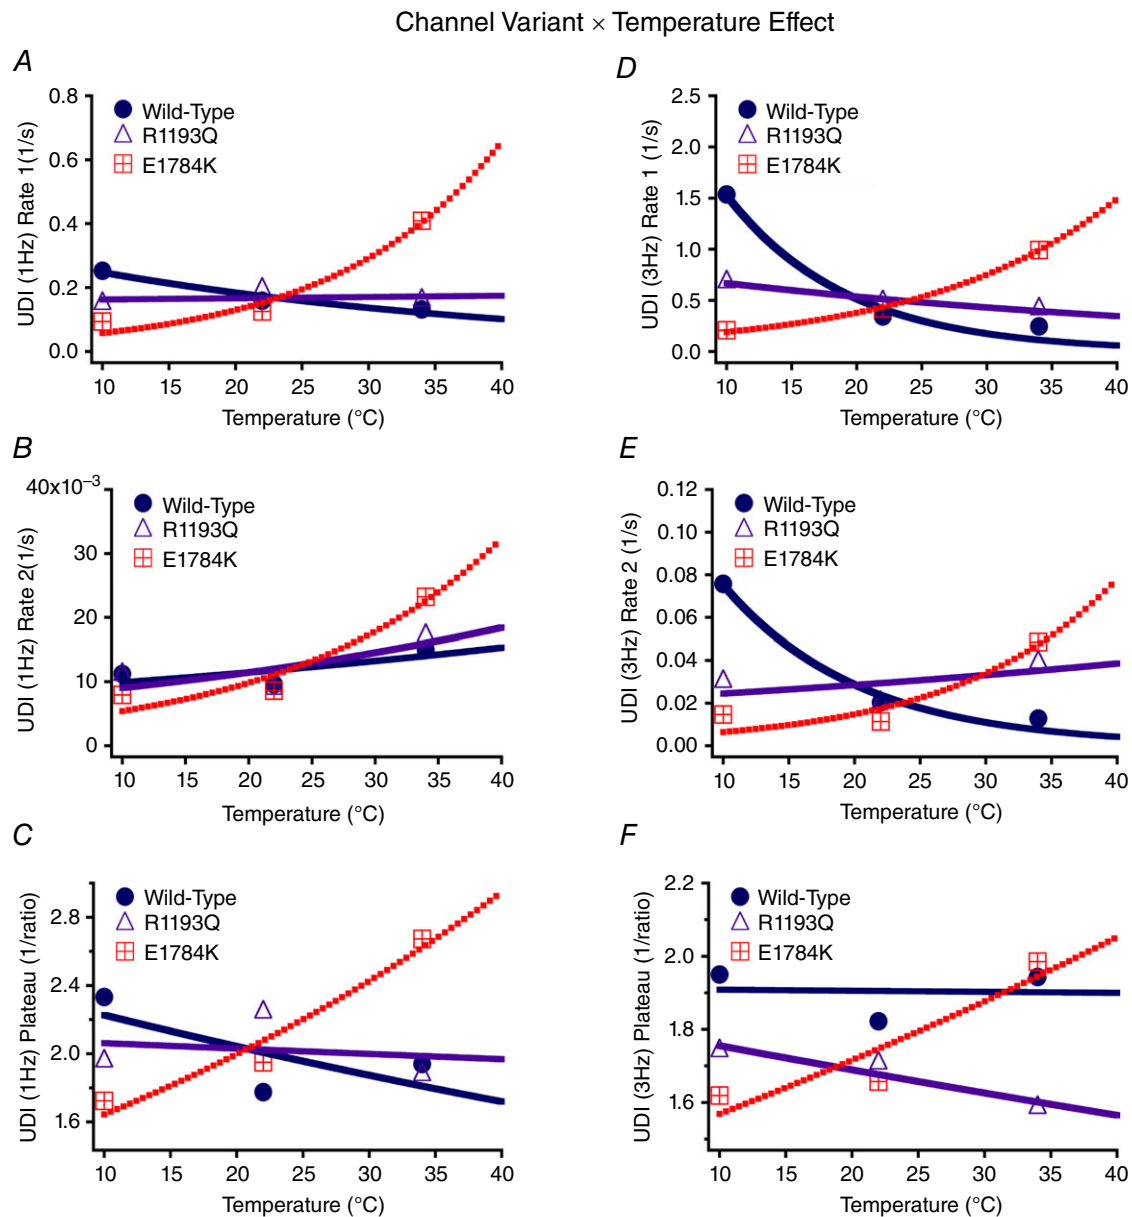 Channel Variant × Temperature Effect
A
UDI (1Hz) Rate 1(1/s)
0.8
0.6
0.4
0.2
0.0
Wild-Type
R1193Q
E1784K
10 15 20 25 30 35 40
Temperature (°C)
D
UDI (3Hz) Rate 1 (1/s)
2.5
2.0
1.5
1.0
0.5
0.0
Wild-Type
R1193Q
E1784K
10 15 20 25 30 35 40
Temperature (°C)
B
UDI (1Hz) Rate 2(1/s)
40x10⁻³
30
20
10
0
Wild-Type
R1193Q
E1784K
10 15 20 25 30 35 40
Temperature (°C)
E
UDI (3Hz) Rate 2 (1/s)
0.12
0.10
0.08
0.06
0.04
0.02
0.00
Wild-Type
R1193Q
E1784K
10 15 20 25 30 35 40
Temperature (°C)
C
UDI (1Hz) Plateau (1/ratio)
2.8
2.4
2.0
1.6
Wild-Type
R1193Q
E1784K
10 15 20 25 30 35 40
Temperature (°C)
F
UDI (3Hz) Plateau (1/ratio)
2.2
2.0
1.8
1.6
Wild-Type
R1193Q
E1784K
10 15 20 25 30 35 40
Temperature (°C)